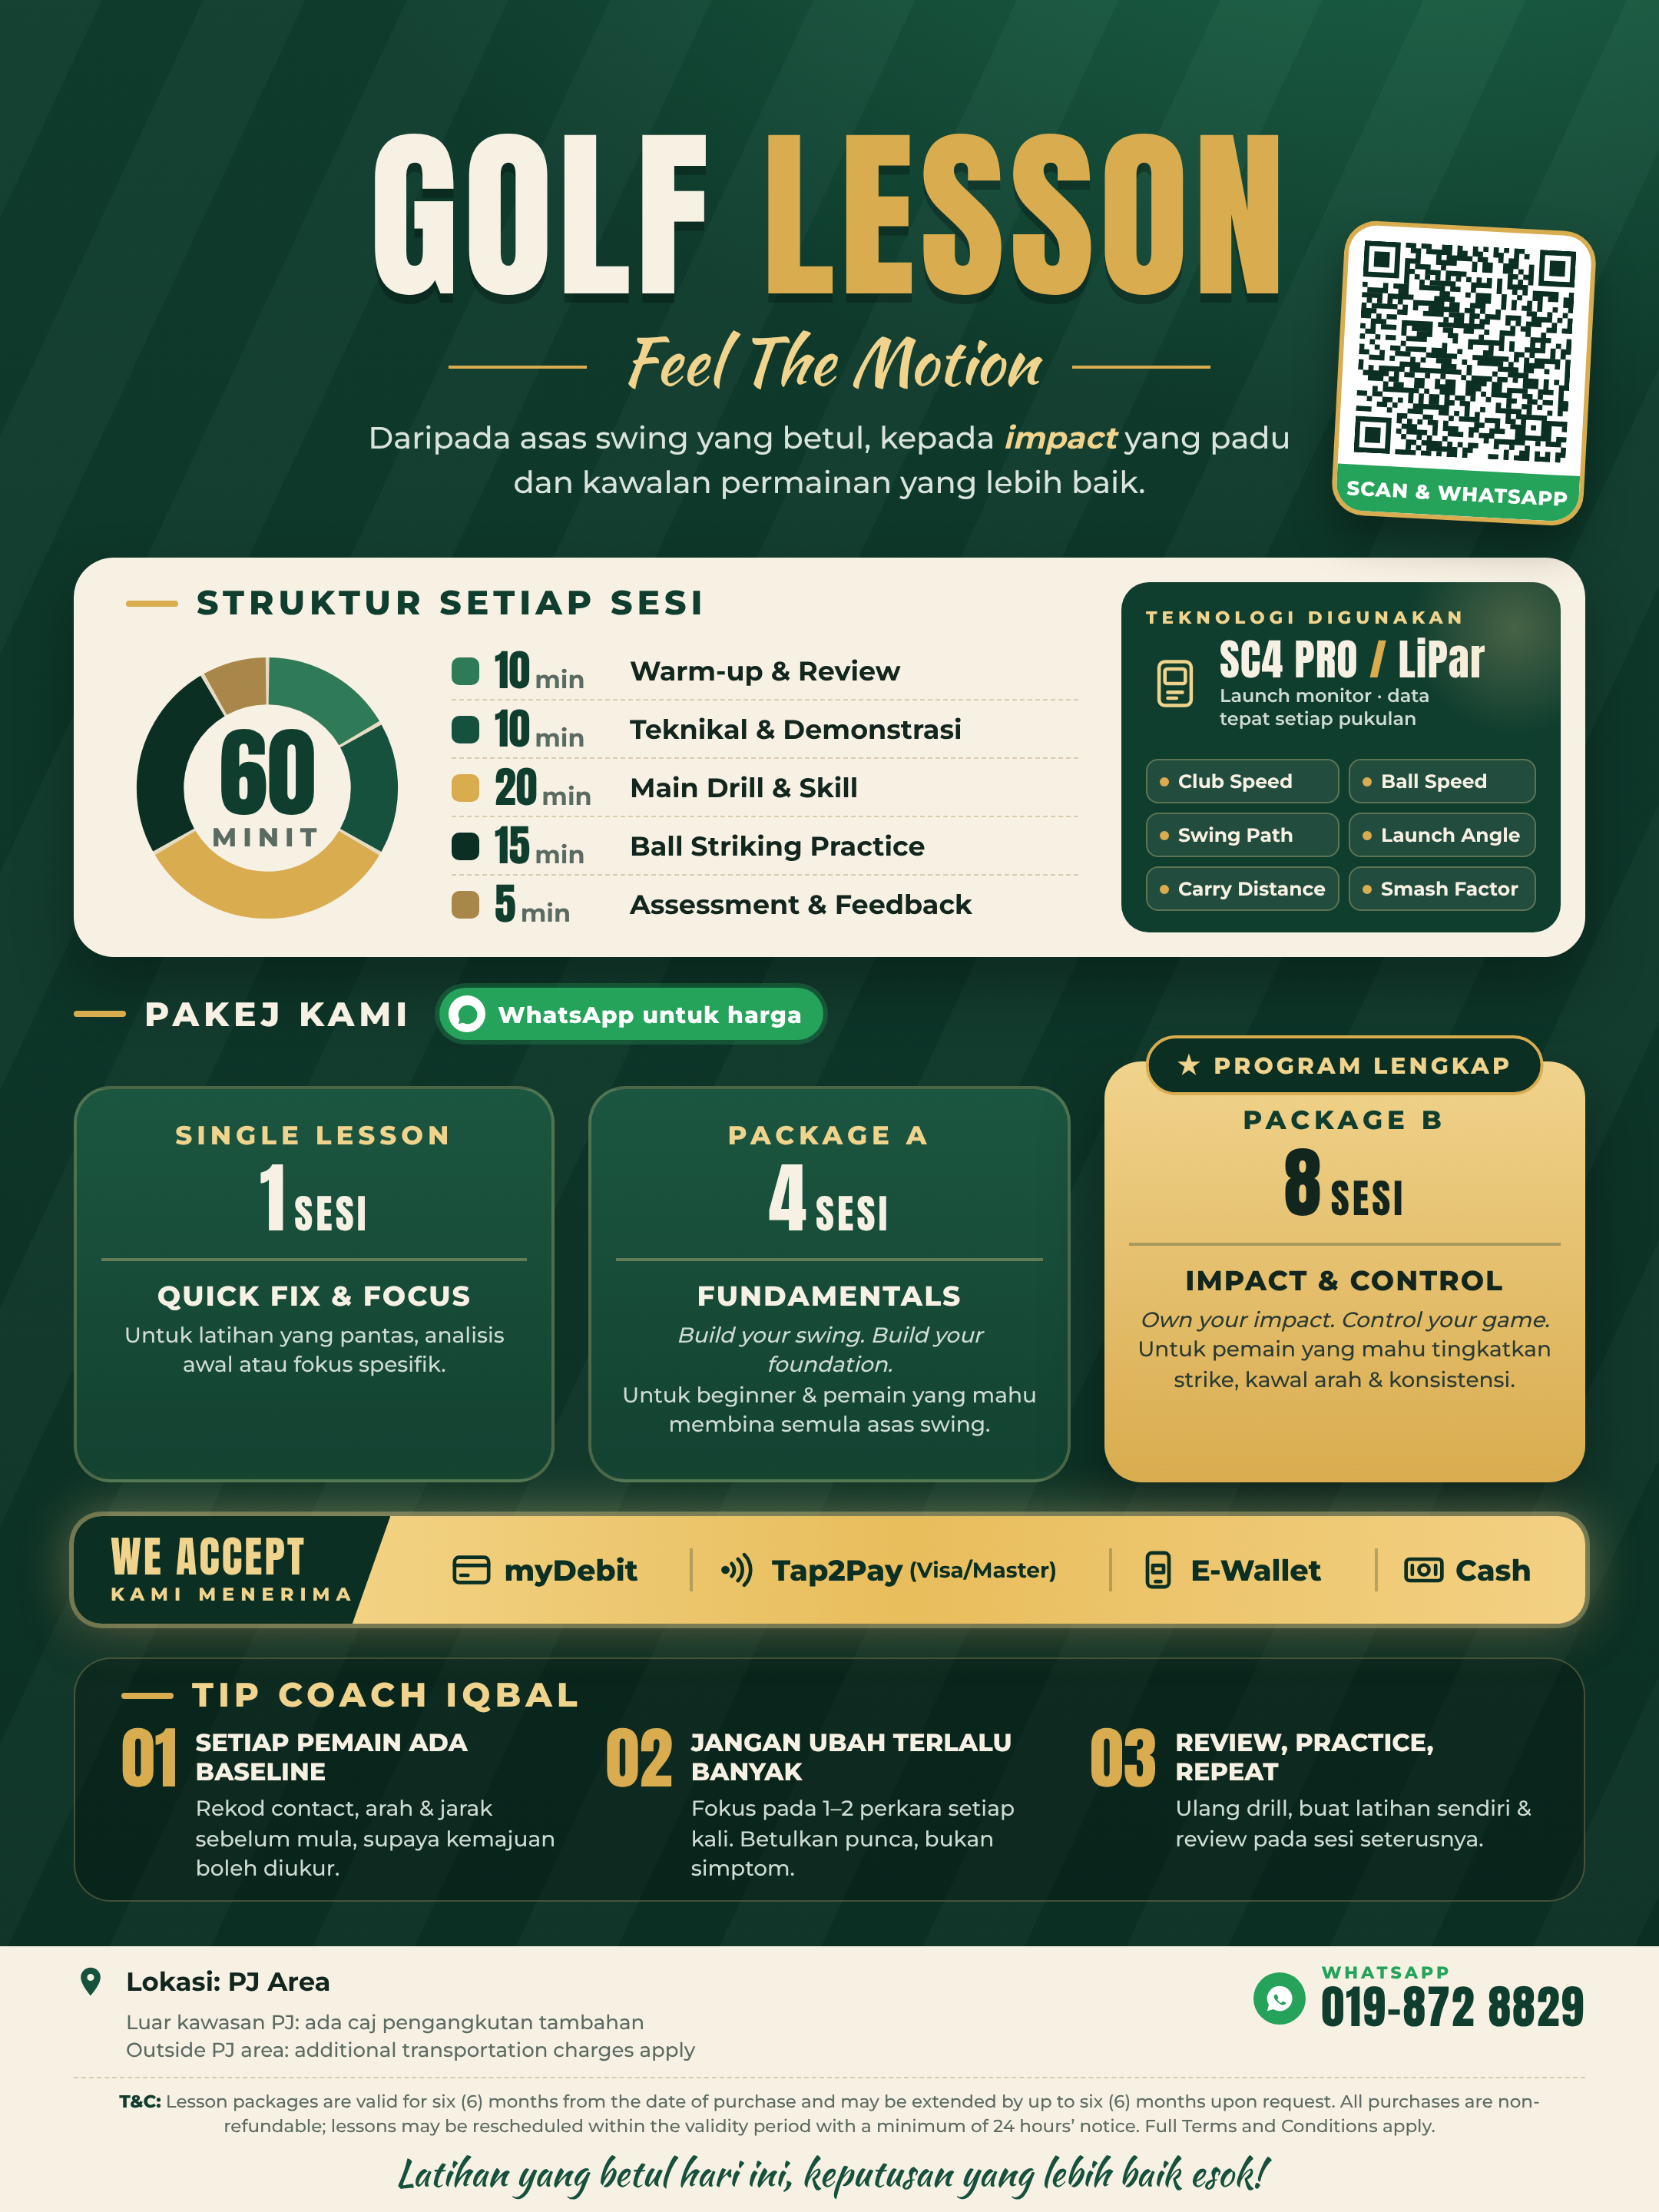 GOLF LESSON
Feel The Motion
Daripada asas swing yang betul, kepada impact yang padu
dan kawalan permainan yang lebih baik.
SCAN & WHATSAPP
STRUKTUR SETIAP SESI
60
MINIT
10 min Warm-up & Review
10 min Teknikal & Demonstrasi
20 min Main Drill & Skill
15 min Ball Striking Practice
5 min Assessment & Feedback
TEKNOLOGI DIGUNAKAN
SC4 PRO / LiPar
Launch monitor · data
tepat setiap pukulan
Club Speed
Ball Speed
Swing Path
Launch Angle
Carry Distance
Smash Factor
PAKEJ KAMI
WhatsApp untuk harga
SINGLE LESSON
1 SESI
QUICK FIX & FOCUS
Untuk latihan yang pantas, analisis
awal atau fokus spesifik.
PACKAGE A
4 SESI
FUNDAMENTALS
Build your swing. Build your
foundation.
Untuk beginner & pemain yang mahu
membina semula asas swing.
★ PROGRAM LENGKAP
PACKAGE B
8 SESI
IMPACT & CONTROL
Own your impact. Control your game.
Untuk pemain yang mahu tingkatkan
strike, kawal arah & konsistensi.
WE ACCEPT
KAMI MENERIMA
myDebit
Tap2Pay (Visa/Master)
E-Wallet
Cash
TIP COACH IQBAL
01
SETIAP PEMAIN ADA
BASELINE
Rekod contact, arah & jarak
sebelum mula, supaya kemajuan
boleh diukur.
02
JANGAN UBAH TERLALU
BANYAK
Fokus pada 1–2 perkara setiap
kali. Betulkan punca, bukan
simptom.
03
REVIEW, PRACTICE,
REPEAT
Ulang drill, buat latihan sendiri &
review pada sesi seterusnya.
Lokasi: PJ Area
Luar kawasan PJ: ada caj pengangkutan tambahan
Outside PJ area: additional transportation charges apply
WHATSAPP
019-872 8829
T&C: Lesson packages are valid for six (6) months from the date of purchase and may be extended by up to six (6) months upon request. All purchases are non-
refundable; lessons may be rescheduled within the validity period with a minimum of 24 hours’ notice. Full Terms and Conditions apply.
Latihan yang betul hari ini, keputusan yang lebih baik esok!